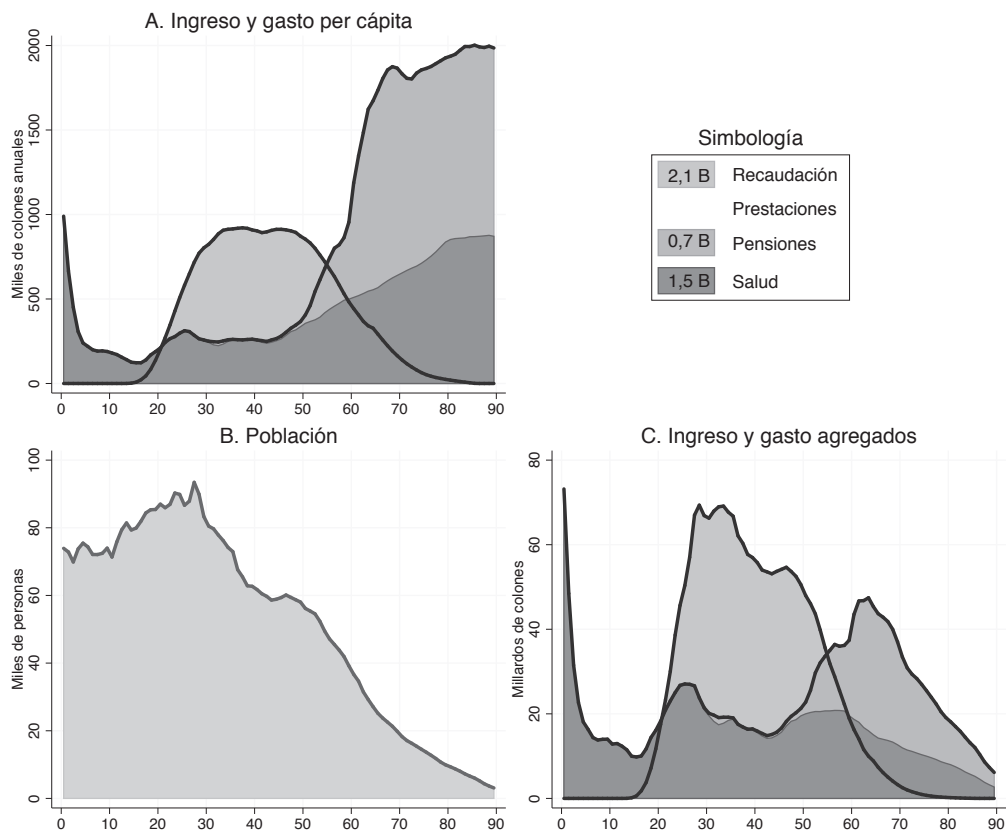 A. Ingreso y gasto per cápita
Miles de colones anuales
2000
1500
1000
500
0
0 10 20 30 40 50 60 70 80 90
Simbología
2,1 B Recaudación
Prestaciones
0,7 B Pensiones
1,5 B Salud
B. Población
Miles de personas
100
80
60
40
20
0
0 10 20 30 40 50 60 70 80 90
C. Ingreso y gasto agregados
Millardos de colones
80
60
40
20
0
0 10 20 30 40 50 60 70 80 90